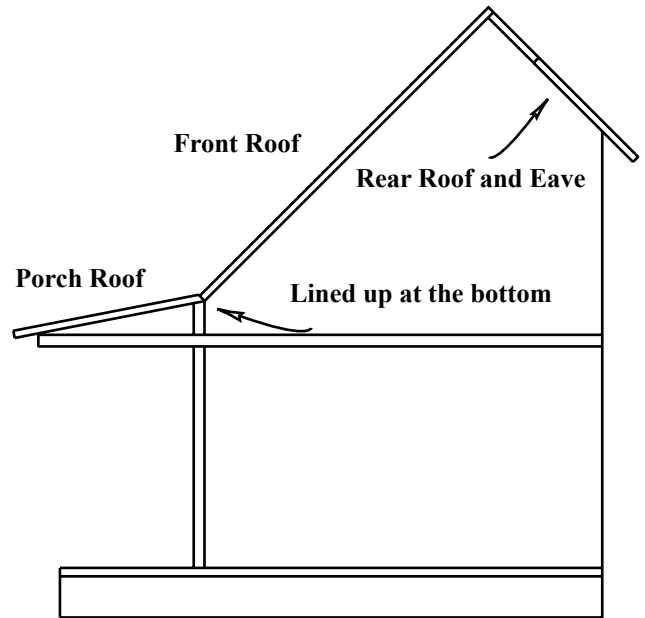 Front Roof
Rear Roof and Eave
Porch Roof
Lined up at the bottom